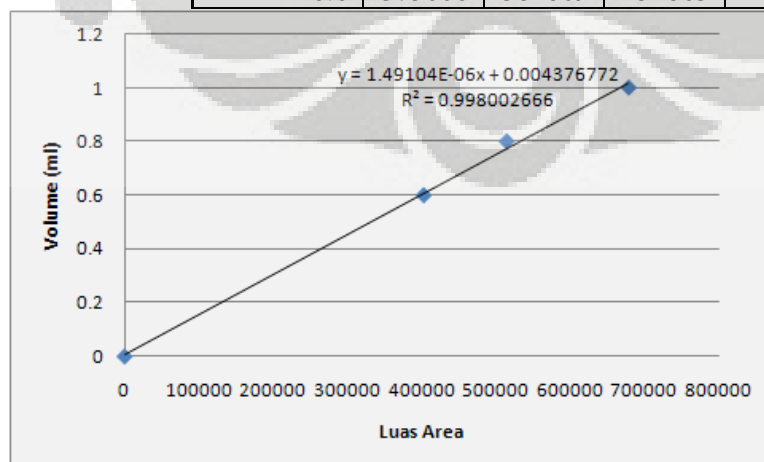 1.2
y = 1.49104E-06x + 0.004376772
R² = 0.998002666
1
0.8
0.6
0.4
0.2
0
Volume (ml)
0 100000 200000 300000 400000 500000 600000 700000 800000
Luas Area